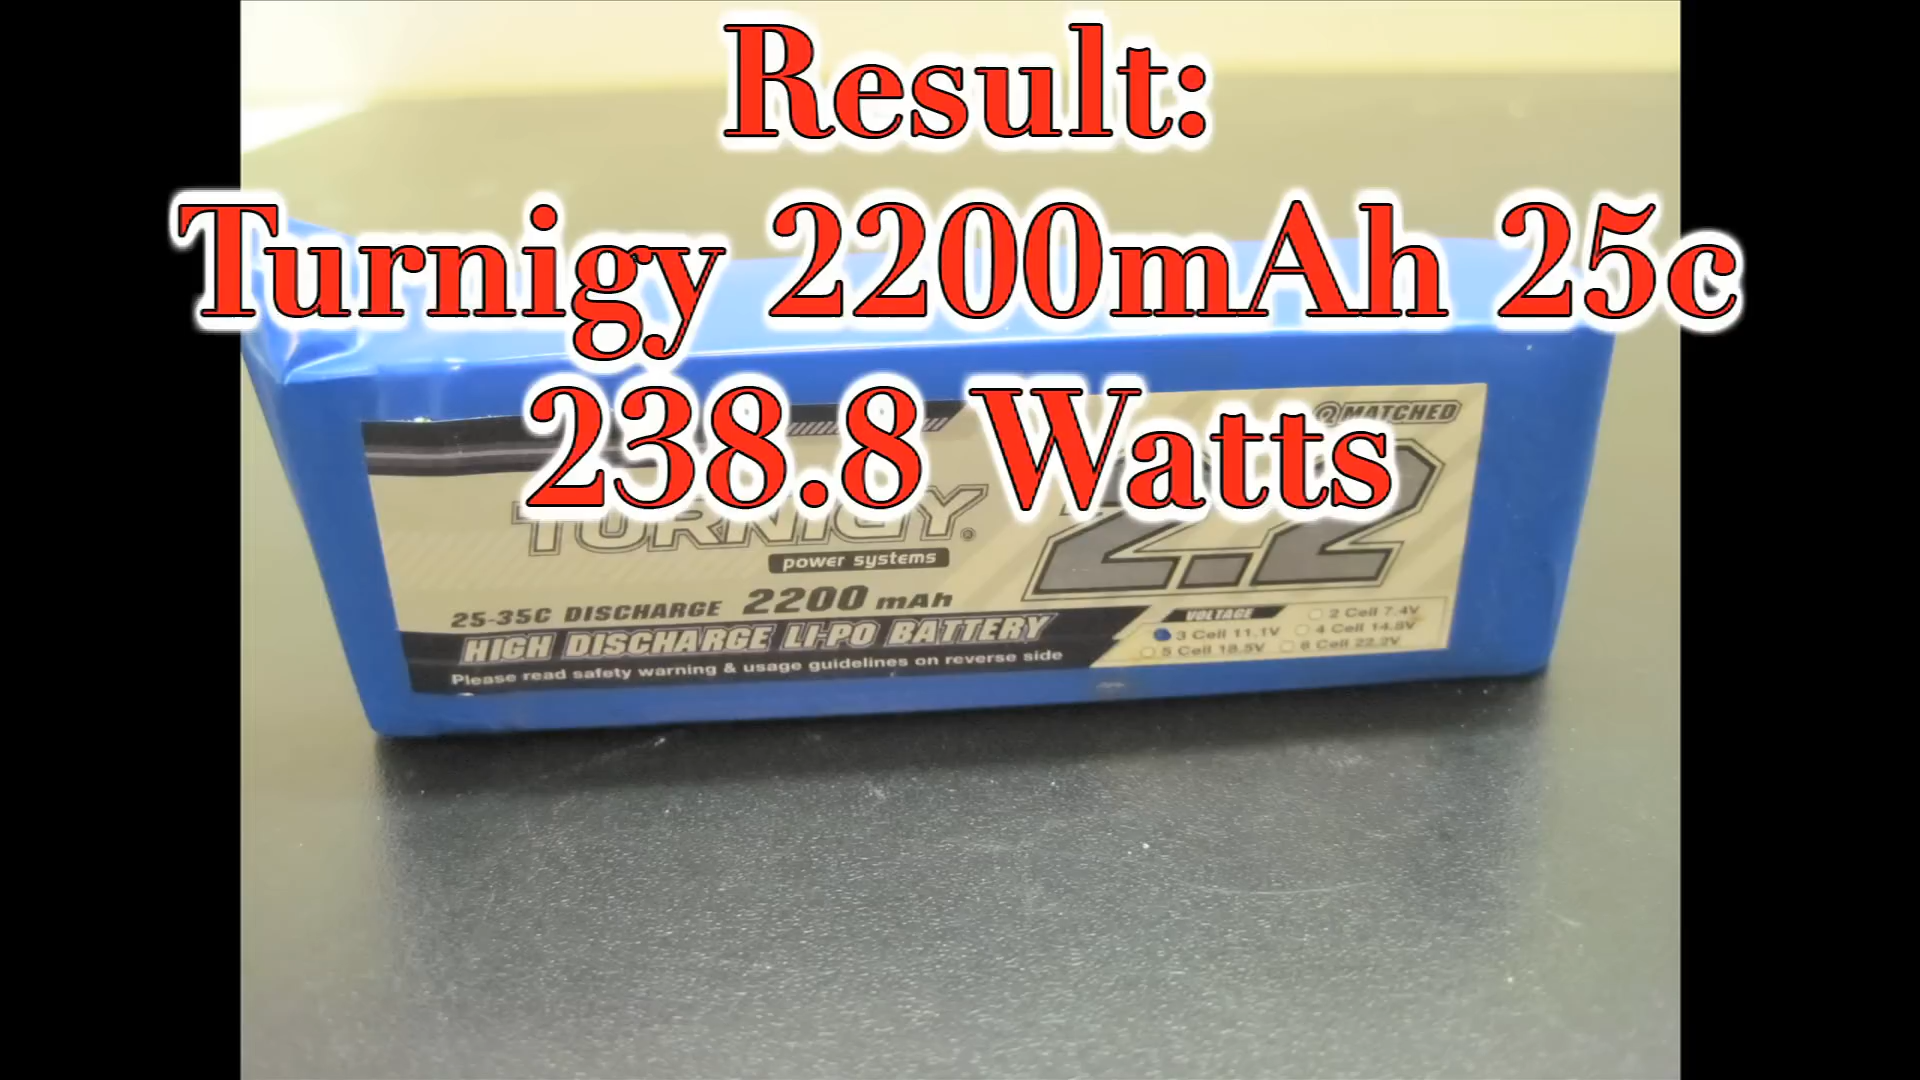 Result:
Turnigy 2200mAh 25c
238.8 Watts
MATCHED
TURNIGY
power systems
2.2
25-35C DISCHARGE 2200 mAh
HIGH DISCHARGE LI-PO BATTERY
Please read safety warning & usage guidelines on reverse side
VOLTAGE
2 Cell 7.4V
3 Cell 11.1V
4 Cell 14.8V
5 Cell 18.5V
6 Cell 22.2V